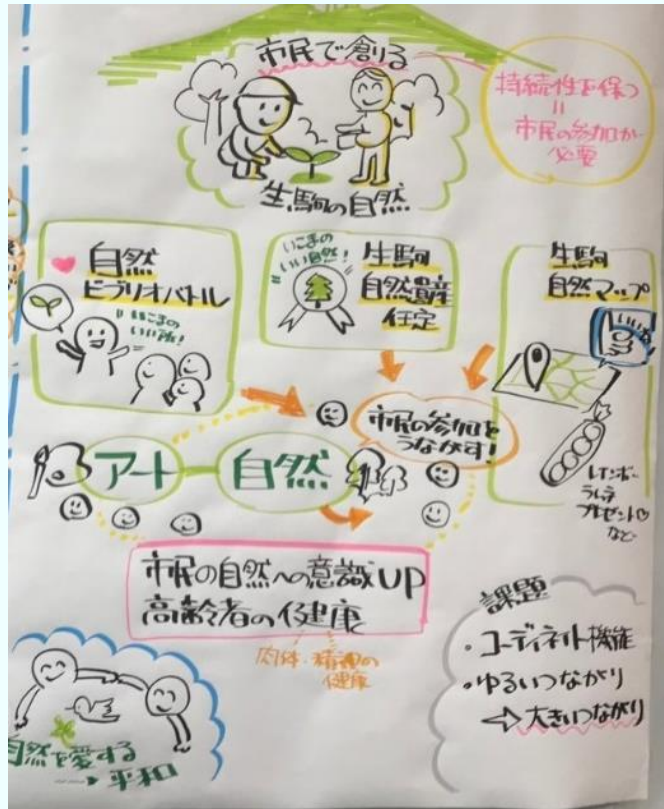 市民で創る
生駒の自然
持続性を保つ
=
市民の参加が
必要
自然
ビブリオバトル
いこまの
いい所!
いこまの
いい自然!
生駒
自然遺産
任定
生駒
自然マップ
いいね!
レインボー
ラムネ
プレゼント♡
など
市民の参加を
うながす!
アート
自然
市民の自然への意識UP
高齢者の健康
肉体・精神の
健康
課題
・コーディネート機能
・ゆるいつながり
⇨大きいつながり
自然を愛する
平和